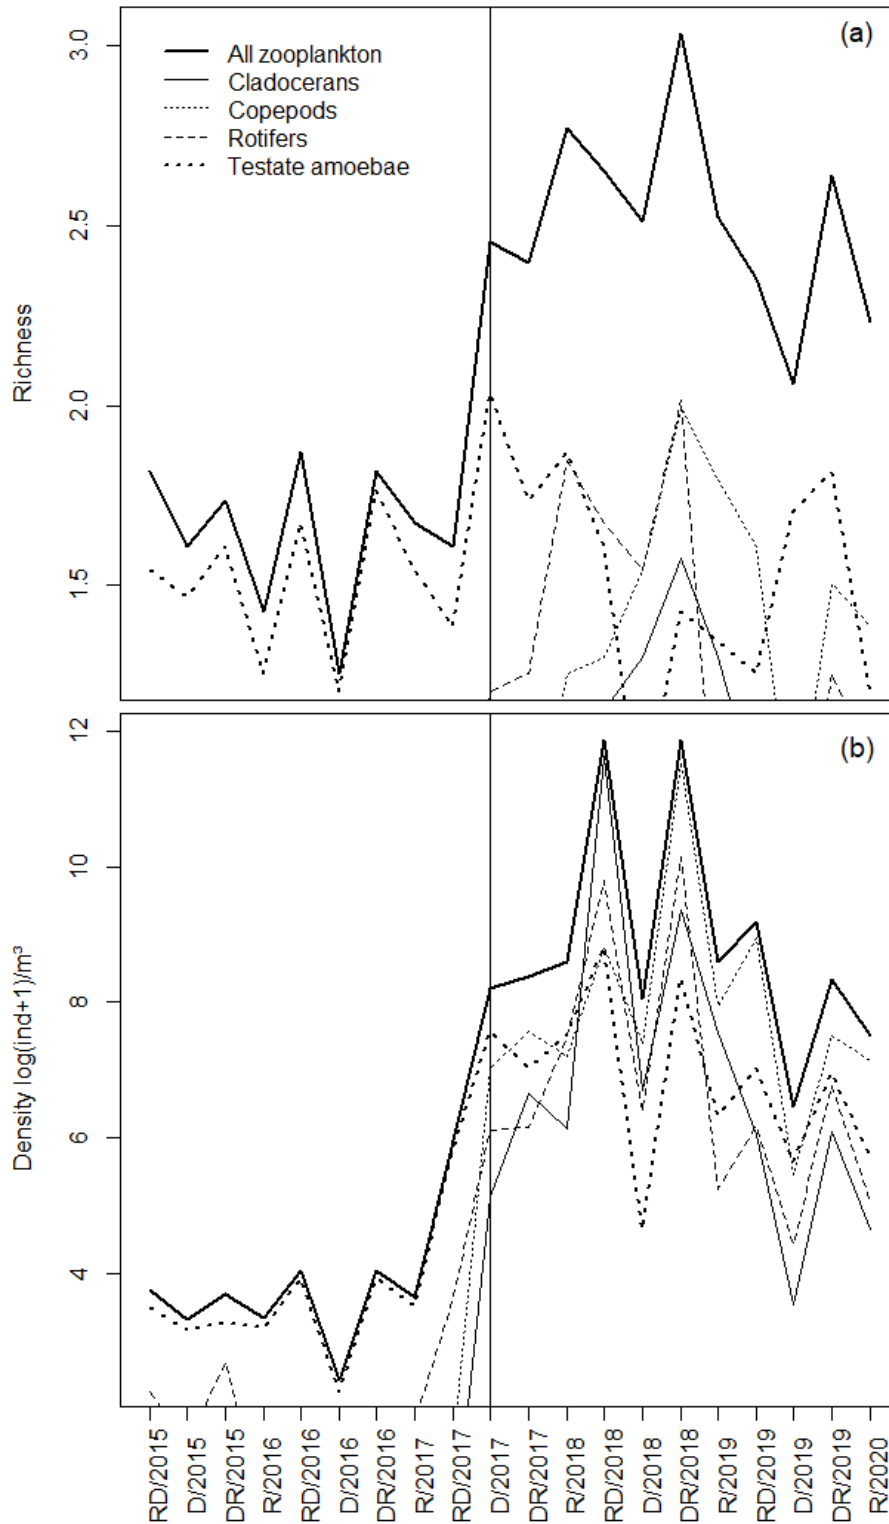 (a)
All zooplankton
Cladocerans
Copepods
Rotifers
Testate amoebae
3.0
2.5
2.0
1.5
Richness
(b)
12
10
8
6
4
Density log(ind+1)/m³
RD/2015
D/2015
DR/2015
R/2016
RD/2016
D/2016
DR/2016
R/2017
RD/2017
D/2017
DR/2017
R/2018
RD/2018
D/2018
DR/2018
R/2019
RD/2019
D/2019
DR/2019
R/2020